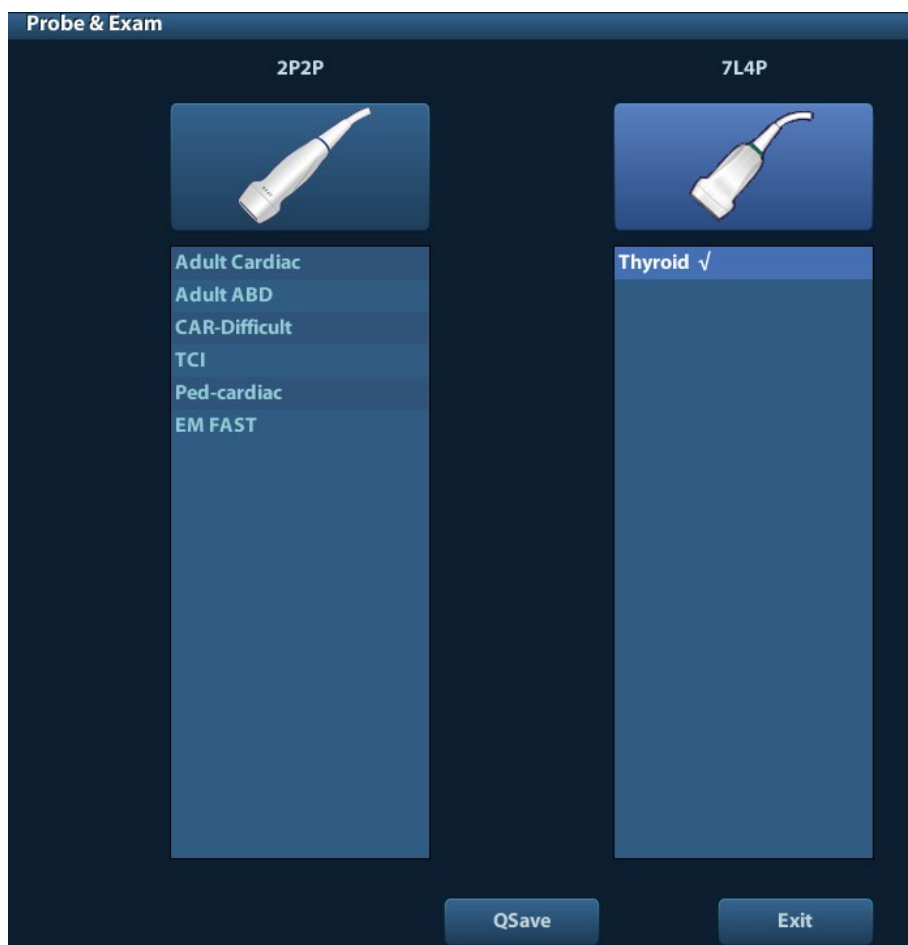 Probe & Exam
2P2P
7L4P
Adult Cardiac
Adult ABD
CAR-Difficult
TCI
Ped-cardiac
EM FAST
Thyroid √
QSave
Exit